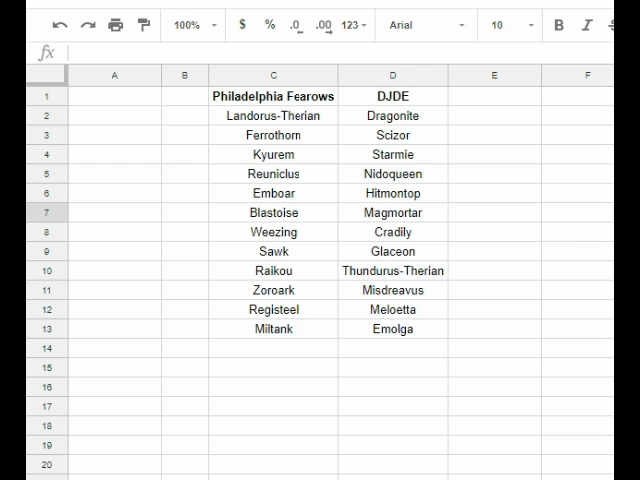 100% $ % .0 .00 123 Arial 10 B I S
fx
A B C D E F
1 Philadelphia Fearows DJDE
2 Landorus-Therian Dragonite
3 Ferrothorn Scizor
4 Kyurem Starmie
5 Reuniclus Nidoqueen
6 Emboar Hitmontop
7 Blastoise Magmortar
8 Weezing Cradily
9 Sawk Glaceon
10 Raikou Thundurus-Therian
11 Zoroark Misdreavus
12 Registeel Meloetta
13 Miltank Emolga
14
15
16
17
18
19
20